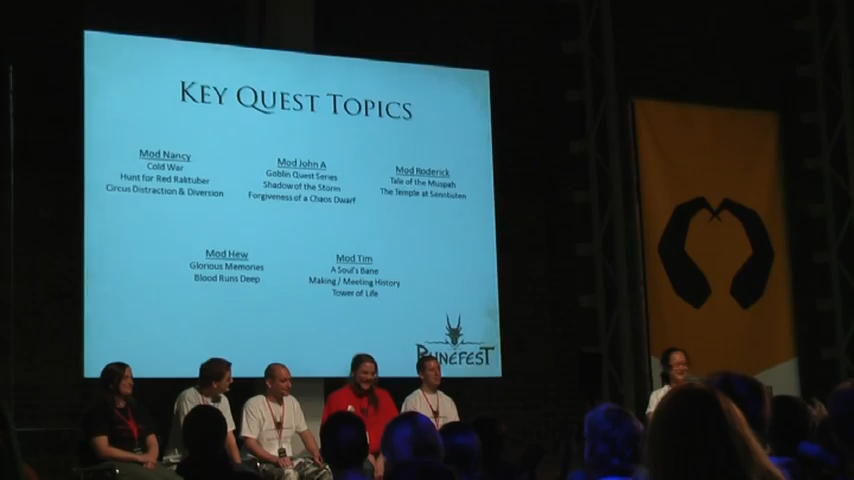 KEY QUEST TOPICS
Mod Nancy
Cold War
Hunt for Red Raktuber
Circus Distraction & Diversion
Mod John A
Goblin Quest Series
Shadow of the Storm
Forgiveness of a Chaos Dwarf
Mod Roderick
Tale of the Muspah
The Temple at Senntisten
Mod Hew
Glorious Memories
Blood Runs Deep
Mod Tim
A Soul's Bane
Making / Meeting History
Tower of Life
RUNEFEST